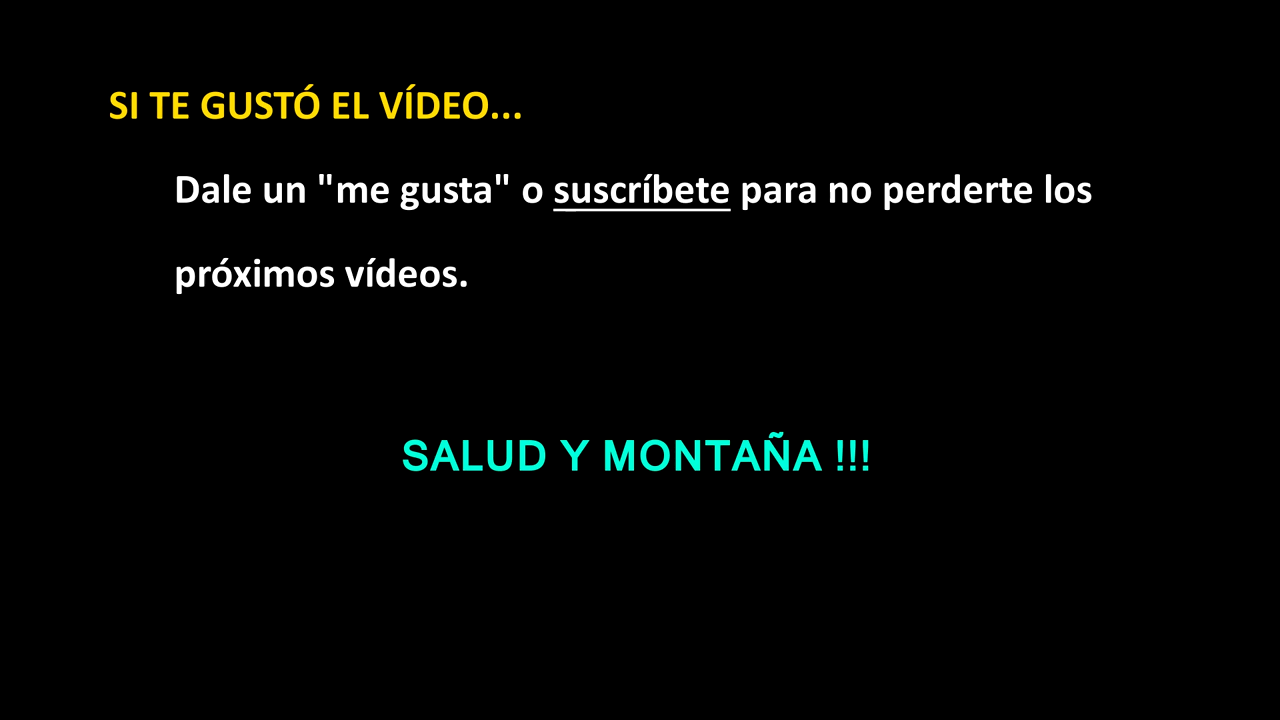 SI TE GUSTÓ EL VÍDEO...
Dale un "me gusta" o suscríbete para no perderte los
próximos vídeos.
SALUD Y MONTAÑA !!!